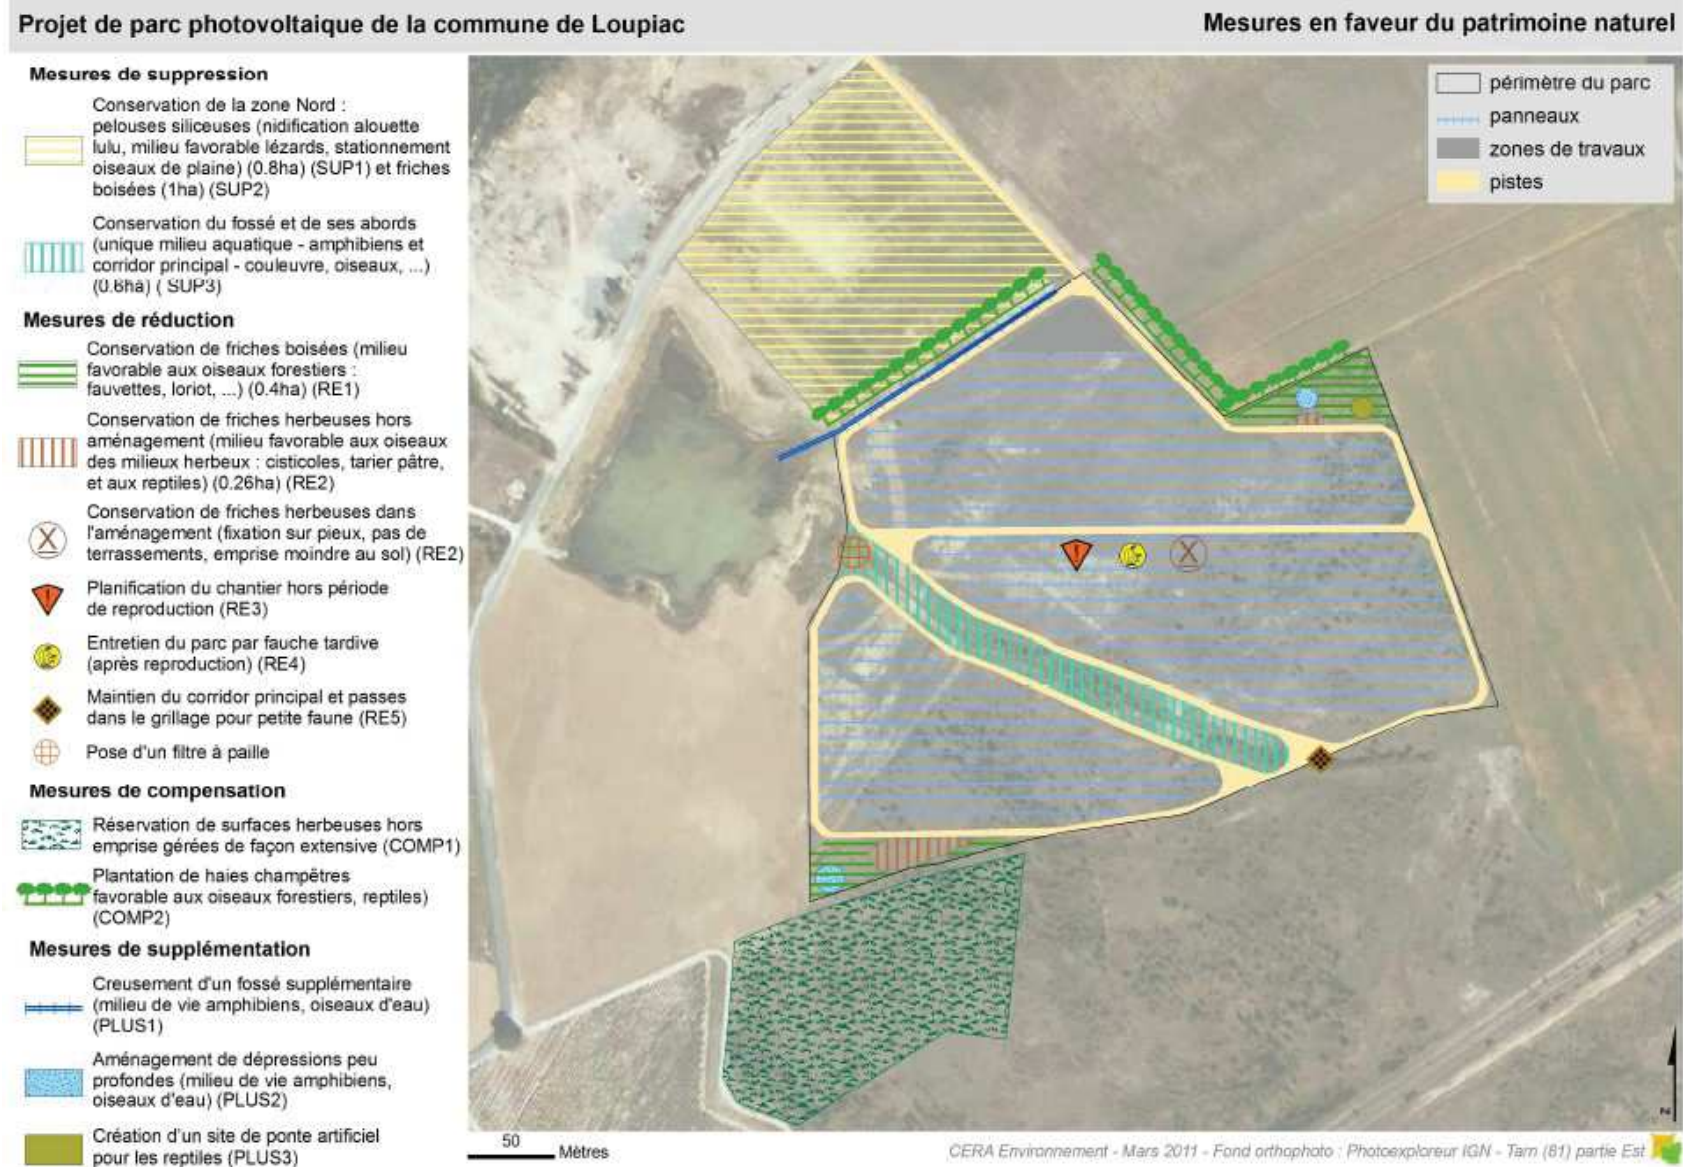 Projet de parc photovoltaique de la commune de Loupiac
Mesures en faveur du patrimoine naturel
Mesures de suppression
Conservation de la zone Nord :
pelouses siliceuses (nidification alouette
lulu, milieu favorable lézards, stationnement
oiseaux de plaine) (0.8ha) (SUP1) et friches
boisées (1ha) (SUP2)
Conservation du fossé et de ses abords
(unique milieu aquatique - amphibiens et
corridor principal - couleuvre, oiseaux, ...)
(0.6ha) ( SUP3)
Mesures de réduction
Conservation de friches boisées (milieu
favorable aux oiseaux forestiers :
fauvettes, loriot, ...) (0.4ha) (RE1)
Conservation de friches herbeuses hors
aménagement (milieu favorable aux oiseaux
des milieux herbeux : cisticoles, tarier pâtre,
et aux reptiles) (0.26ha) (RE2)
Conservation de friches herbeuses dans
l'aménagement (fixation sur pieux, pas de
terrassements, emprise moindre au sol) (RE2)
Planification du chantier hors période
de reproduction (RE3)
Entretien du parc par fauche tardive
(après reproduction) (RE4)
Maintien du corridor principal et passes
dans le grillage pour petite faune (RE5)
Pose d'un filtre à paille
Mesures de compensation
Réservation de surfaces herbeuses hors
emprise gérées de façon extensive (COMP1)
Plantation de haies champêtres
favorable aux oiseaux forestiers, reptiles)
(COMP2)
Mesures de supplémentation
Creusement d'un fossé supplémentaire
(milieu de vie amphibiens, oiseaux d'eau)
(PLUS1)
Aménagement de dépressions peu
profondes (milieu de vie amphibiens,
oiseaux d'eau) (PLUS2)
Création d'un site de ponte artificiel
pour les reptiles (PLUS3)
périmètre du parc
panneaux
zones de travaux
pistes
N
50
Mètres
CERA Environnement - Mars 2011 - Fond orthophoto : Photoexploreur IGN - Tarn (81) partie Est